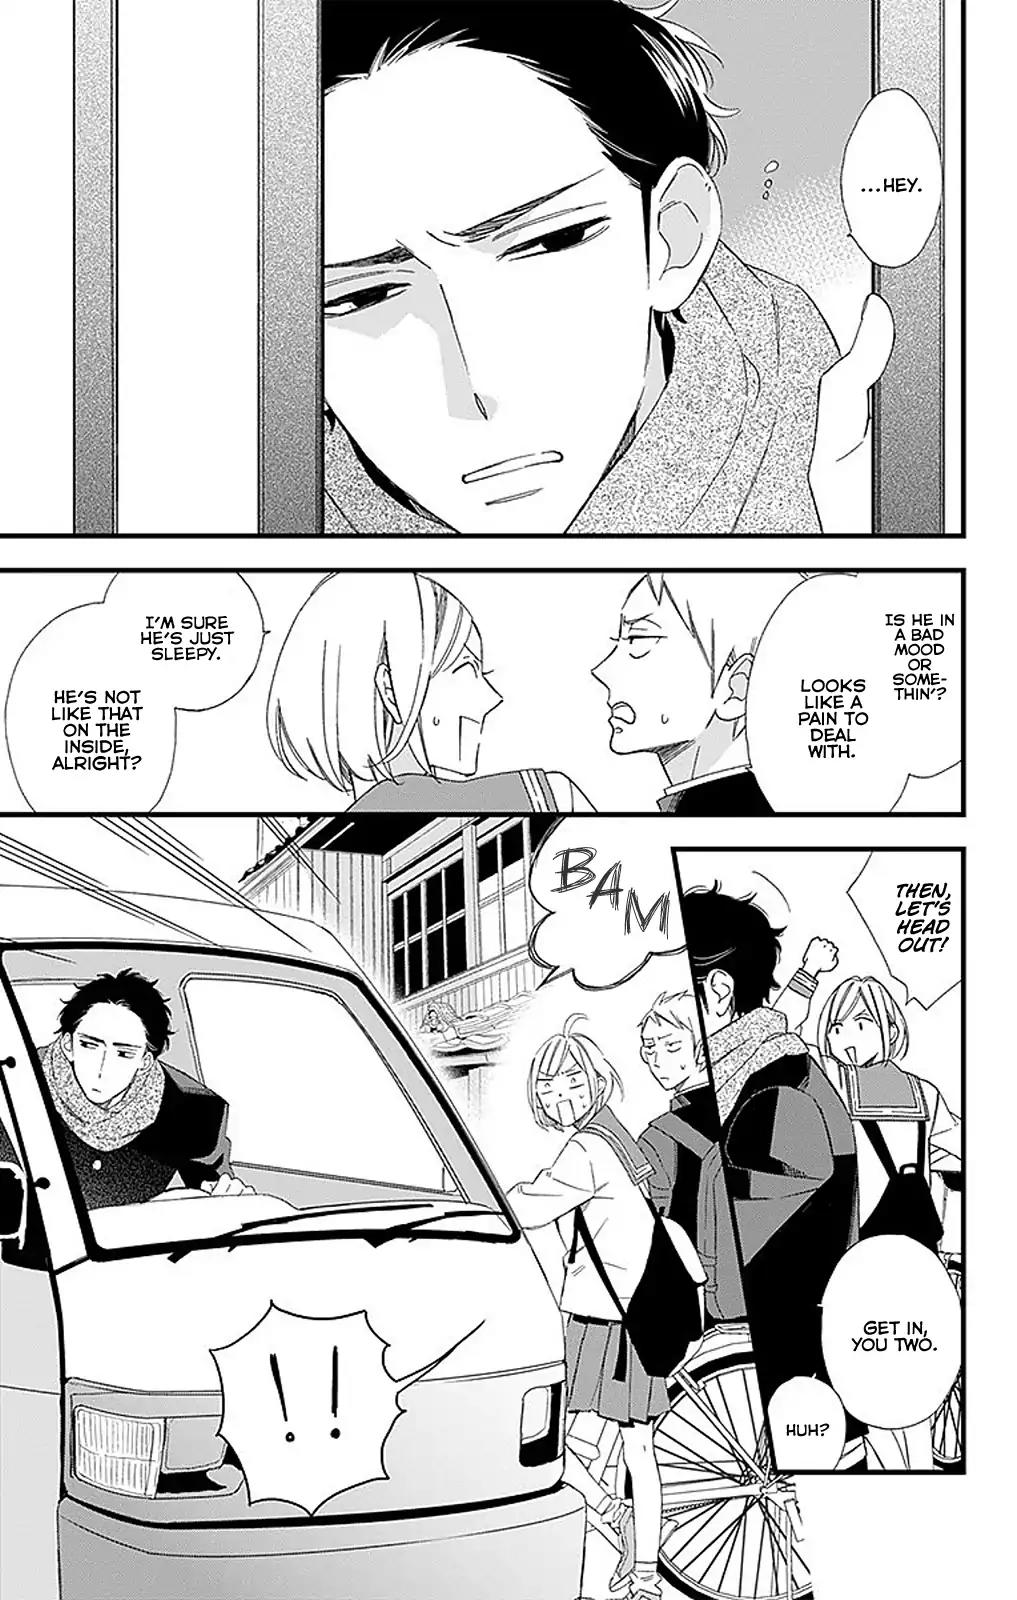 ...HEY.
IS HE IN
A BAD
MOOD
OR
SOME-
THIN'?
LOOKS
LIKE A
PAIN TO
DEAL
WITH.
I'M SURE
HE'S JUST
SLEEPY.
HE'S NOT
LIKE THAT
ON THE
INSIDE,
ALRIGHT?
THEN,
LET'S
HEAD
OUT!
GET IN,
YOU TWO.
HUH?
BAM
!!